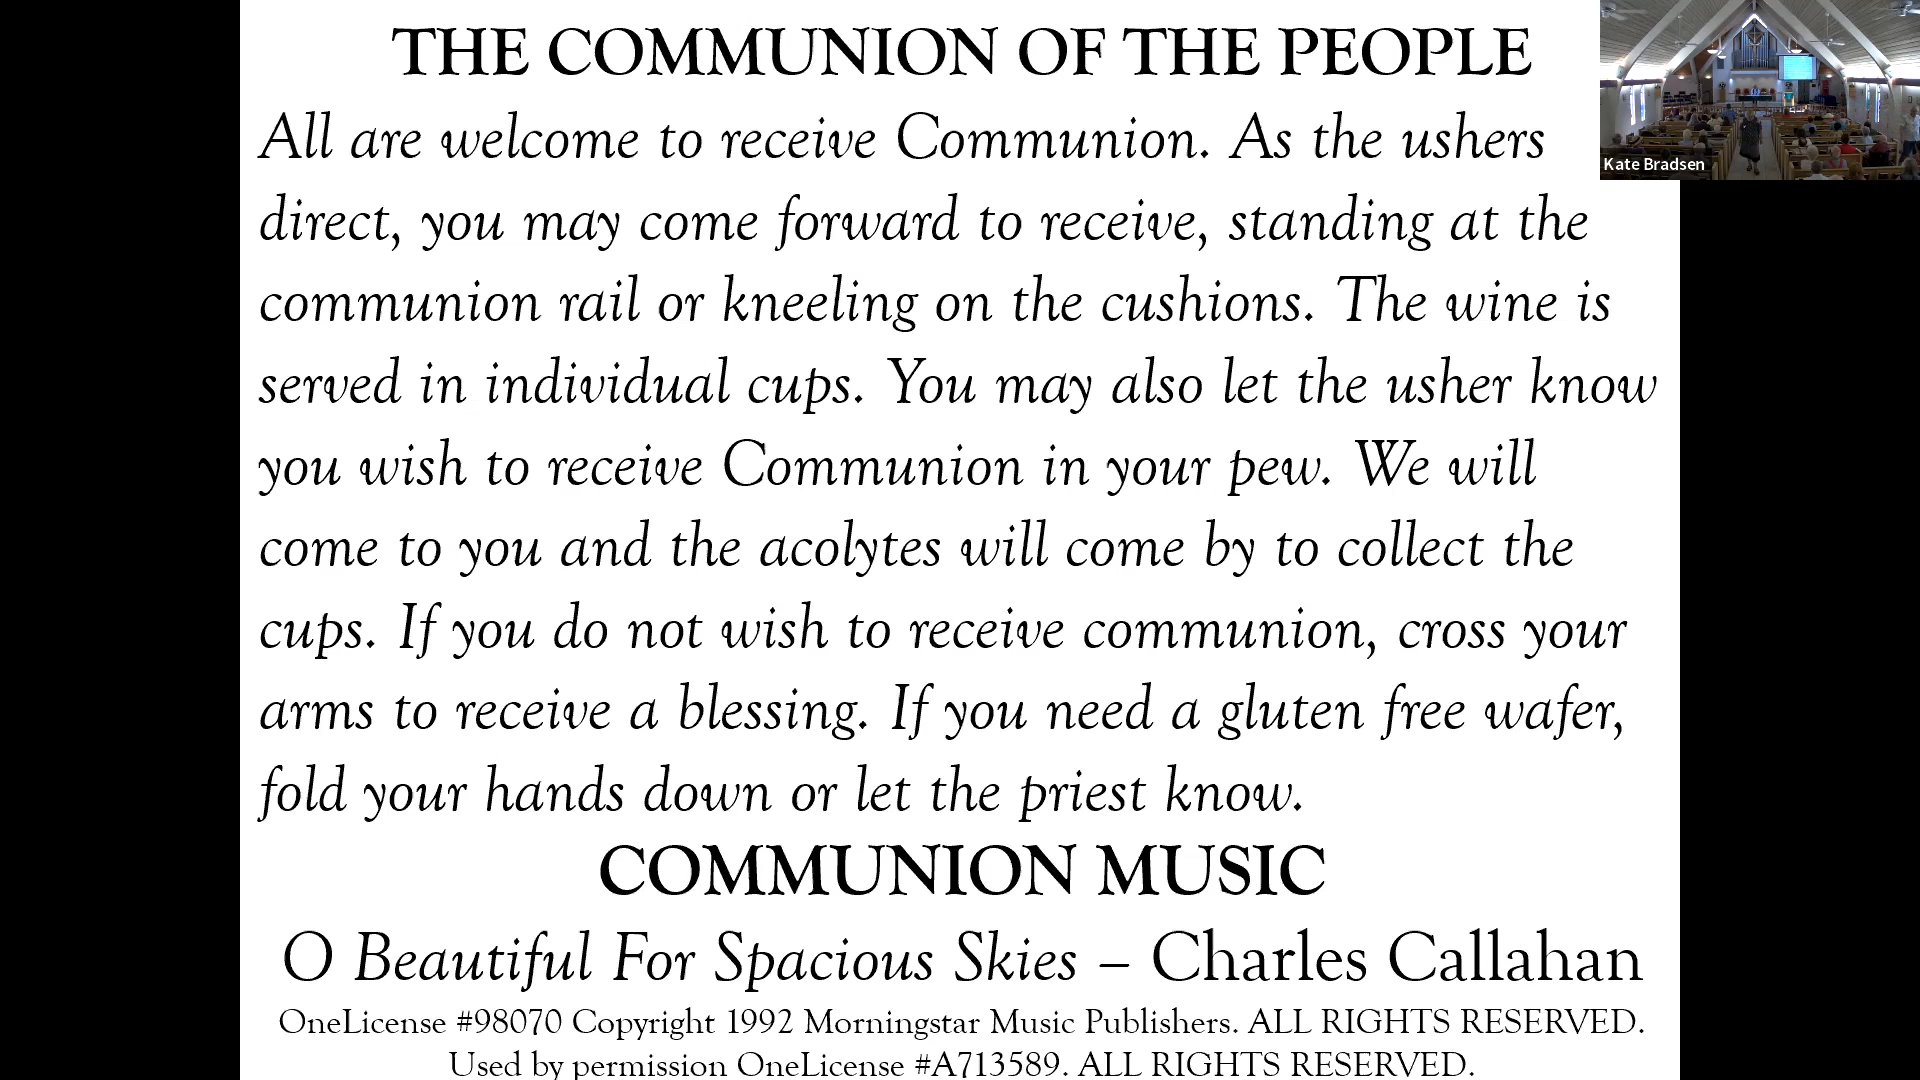 THE COMMUNION OF THE PEOPLE
All are welcome to receive Communion. As the ushers
direct, you may come forward to receive, standing at the
communion rail or kneeling on the cushions. The wine is
served in individual cups. You may also let the usher know
you wish to receive Communion in your pew. We will
come to you and the acolytes will come by to collect the
cups. If you do not wish to receive communion, cross your
arms to receive a blessing. If you need a gluten free wafer,
fold your hands down or let the priest know.
COMMUNION MUSIC
O Beautiful For Spacious Skies – Charles Callahan
OneLicense #98070 Copyright 1992 Morningstar Music Publishers. ALL RIGHTS RESERVED.
Used by permission OneLicense #A713589. ALL RIGHTS RESERVED.
Kate Bradsen